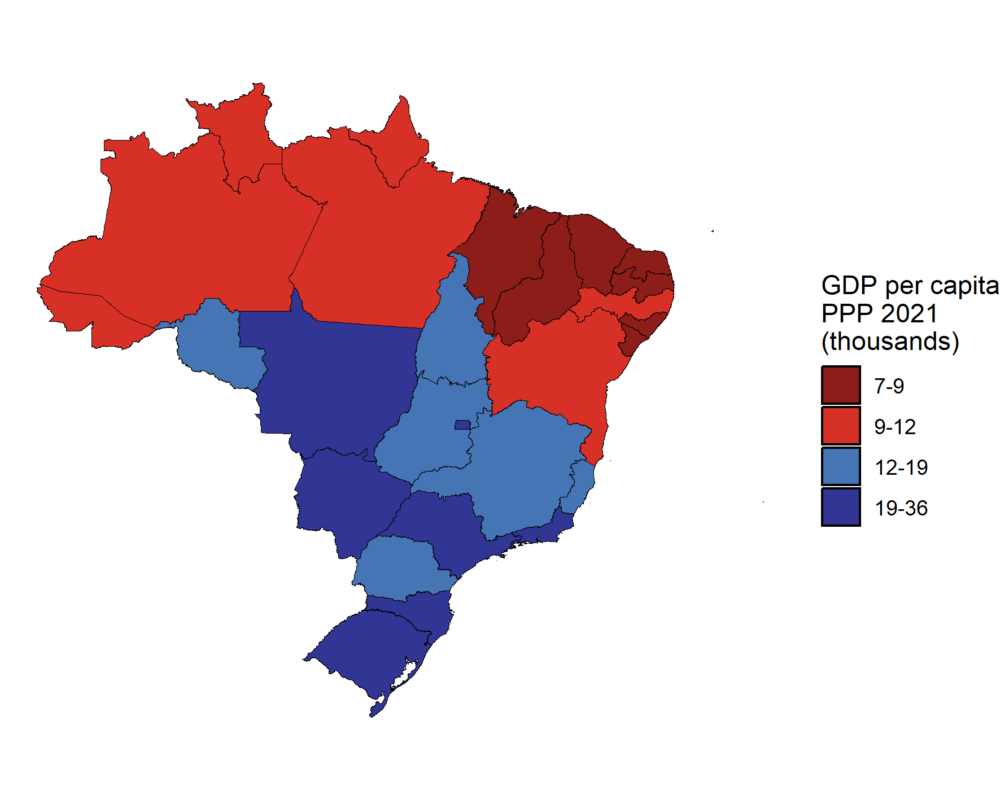 GDP per capita
PPP 2021
(thousands)
7-9
9-12
12-19
19-36